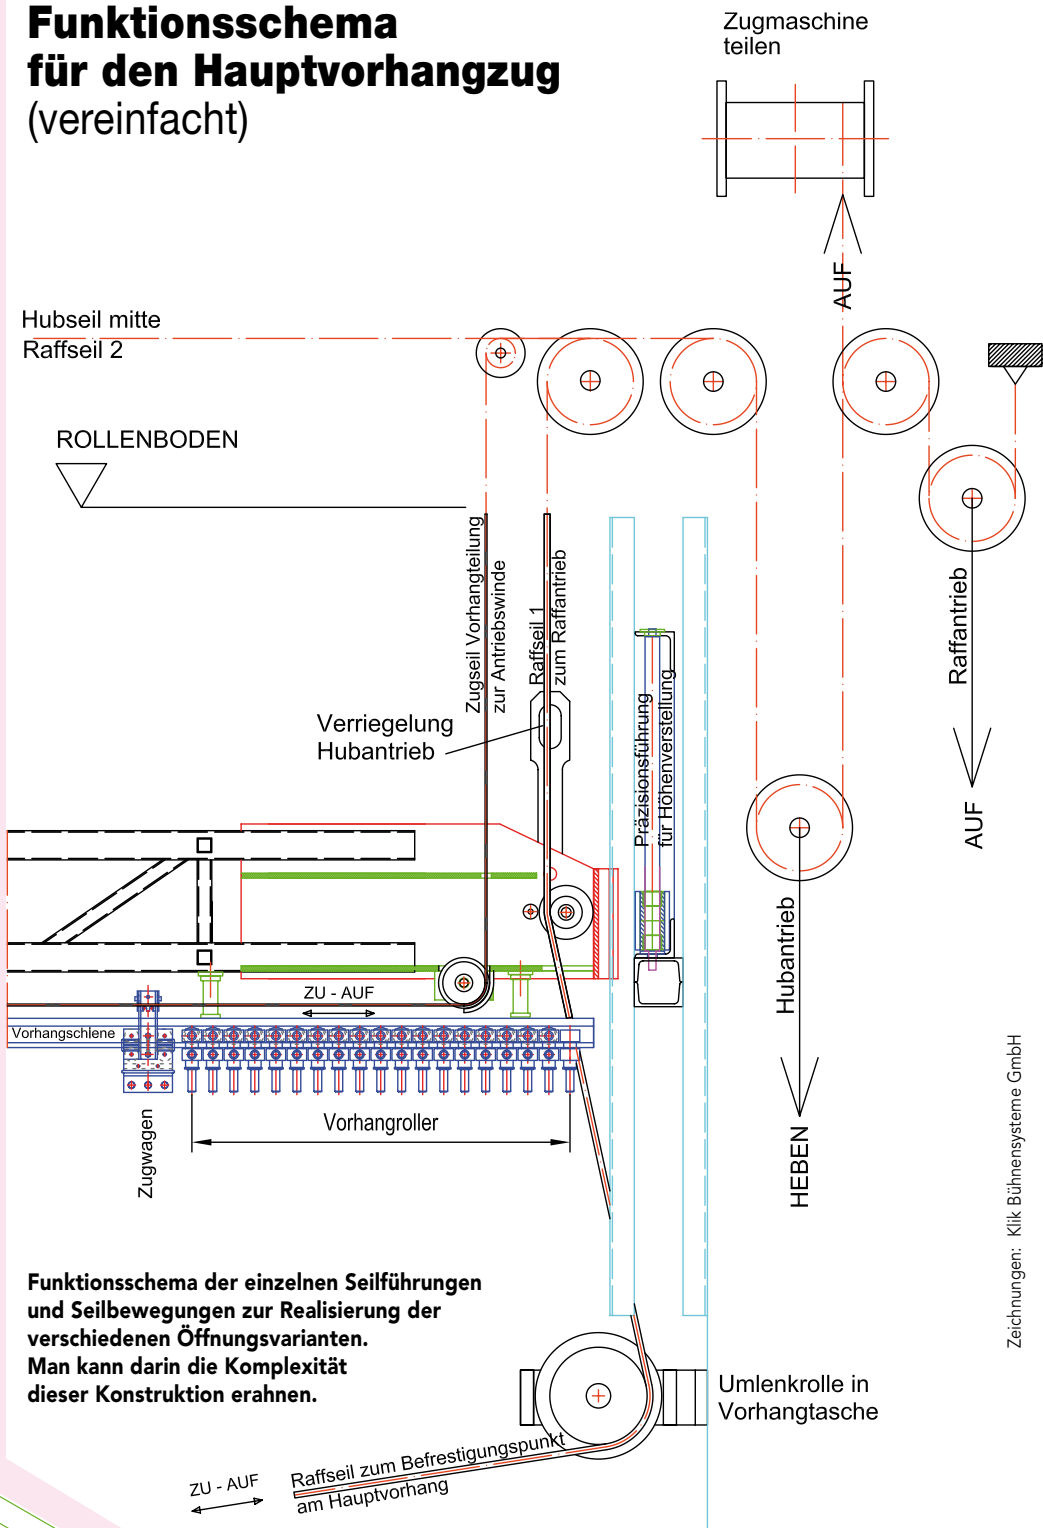 Funktionsschema
für den Hauptvorhangzug
(vereinfacht)
Zugmaschine
teilen
AUF
Hubseil mitte
Raffseil 2
ROLLENBODEN
Zugseil Vorhangteilung
zur Antriebswinde
Raffseil 1
zum Raffantrieb
Verriegelung
Hubantrieb
Präzisionsführung
für Höhenverstellung
Raffantrieb
AUF
Hubantrieb
HEBEN
ZU - AUF
Vorhangschlene
Vorhangroller
Zugwagen
Funktionsschema der einzelnen Seilführungen
und Seilbewegungen zur Realisierung der
verschiedenen Öffnungsvarianten.
Man kann darin die Komplexität
dieser Konstruktion erahnen.
Umlenkrolle in
Vorhangtasche
ZU - AUF
Raffseil zum Befrestigungspunkt
am Hauptvorhang
Zeichnungen: Klik Bühnensysteme GmbH